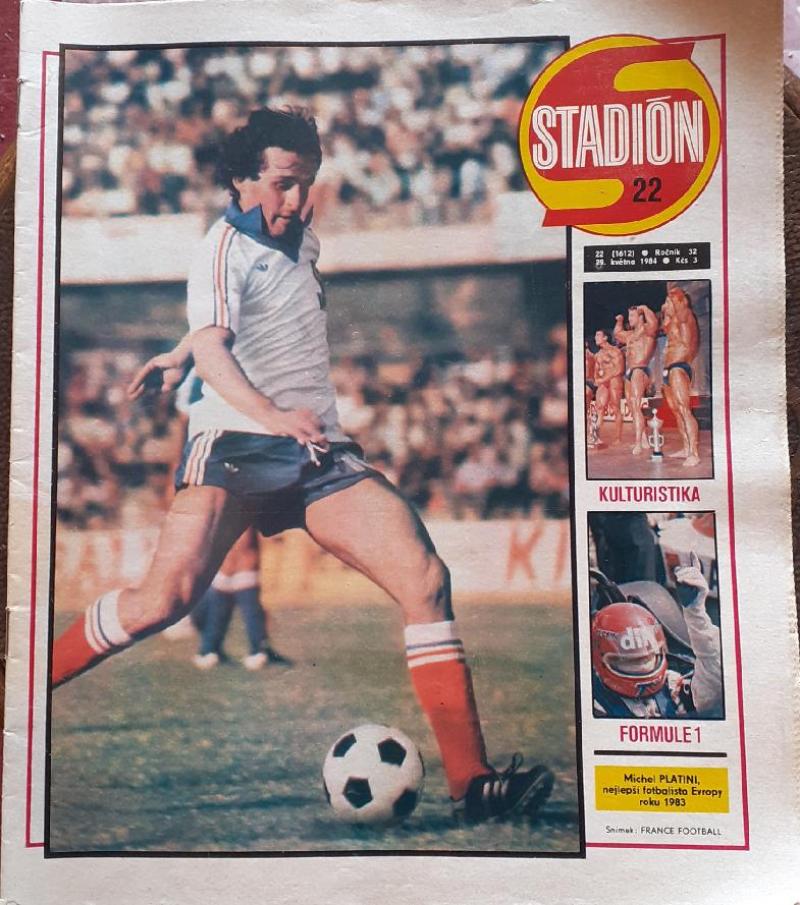 STADIÓN
22
22 (1612) ● Ročník 32
29. května 1984 ● Kčs 3
KULTURISTIKA
FORMULE 1
Michel PLATINI,
nejlepší fotbalista Evropy
roku 1983
Snímek: FRANCE FOOTBALL